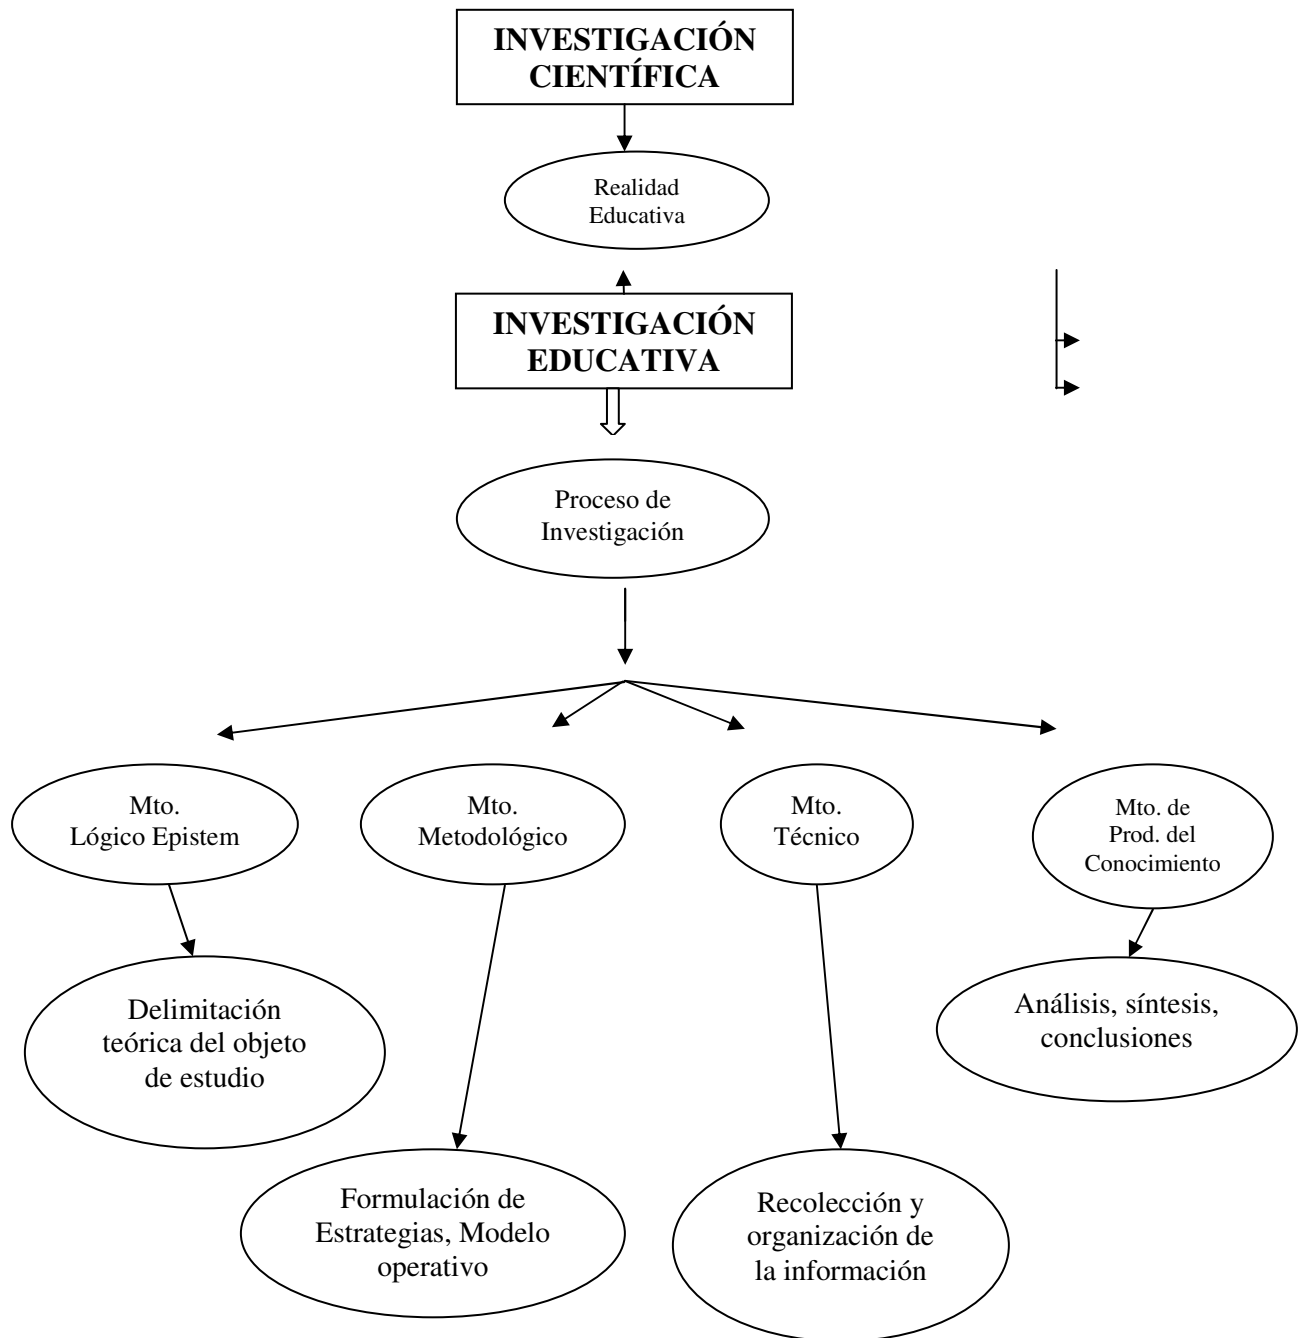 INVESTIGACIÓN
CIENTÍFICA
Realidad
Educativa
INVESTIGACIÓN
EDUCATIVA
Proceso de
Investigación
Mto.
Lógico Epistem
Mto.
Metodológico
Mto.
Técnico
Mto. de
Prod. del
Conocimiento
Delimitación
teórica del objeto
de estudio
Análisis, síntesis,
conclusiones
Formulación de
Estrategias, Modelo
operativo
Recolección y
organización de
la información